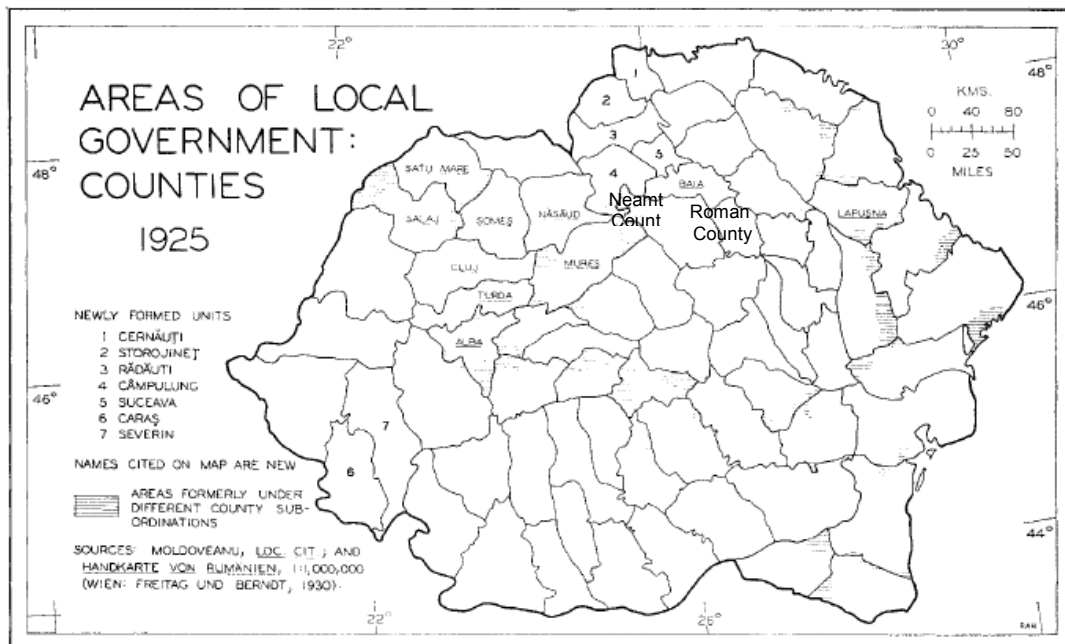 22°
30°
48°
AREAS OF LOCAL
GOVERNMENT:
COUNTIES
1925
KMS.
0 40 80
0 25 50
MILES
48°
1
2
3
4
5
SATU MARE
SALAJ
SOMEŞ
NĂSĂUD
BAIA
Neamt
Count
Roman
County
LAPUŞNA
CLUJ
MUREŞ
TURDA
ALBA
46°
NEWLY FORMED UNITS
1 CERNĂUŢI
2 STOROJINEŢ
3 RĂDĂUTI
4 CÂMPULUNG
5 SUCEAVA
6 CARAŞ
7 SEVERIN
46°
7
6
NAMES CITED ON MAP ARE NEW
AREAS FORMERLY UNDER
DIFFERENT COUNTY SUB-
ORDINATIONS
SOURCES: MOLDOVEANU, LOC. CIT.; AND
HANDKARTE VON RUMÄNIEN, 1:1,000,000
(WIEN: FREITAG UND BERNDT, 1930).
44°
22°
26°
RAH